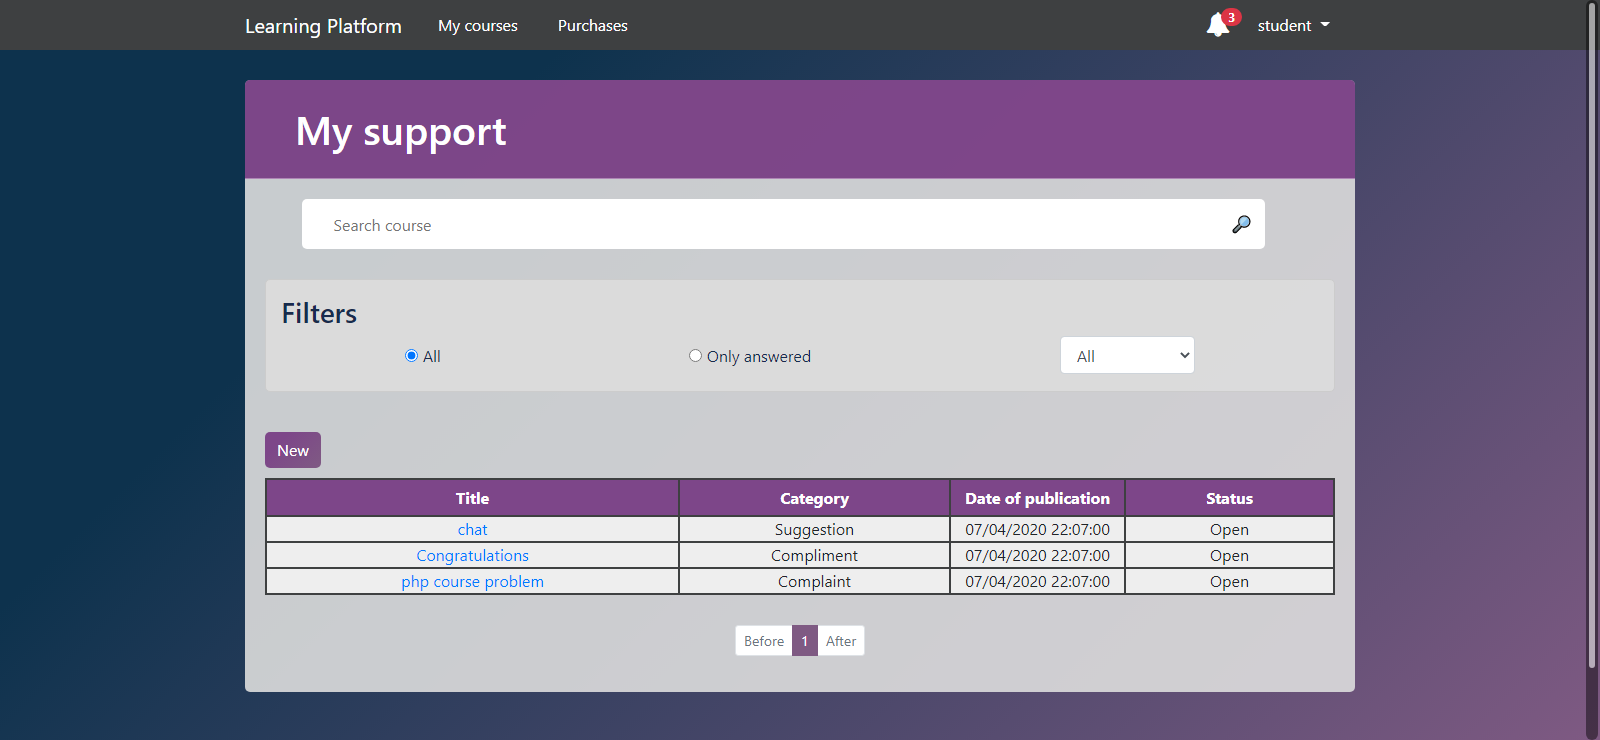 Learning Platform My courses Purchases 3 student
My support
Search course
Filters
All Only answered All
New
Title Category Date of publication Status
chat Suggestion 07/04/2020 22:07:00 Open
Congratulations Compliment 07/04/2020 22:07:00 Open
php course problem Complaint 07/04/2020 22:07:00 Open
Before 1 After